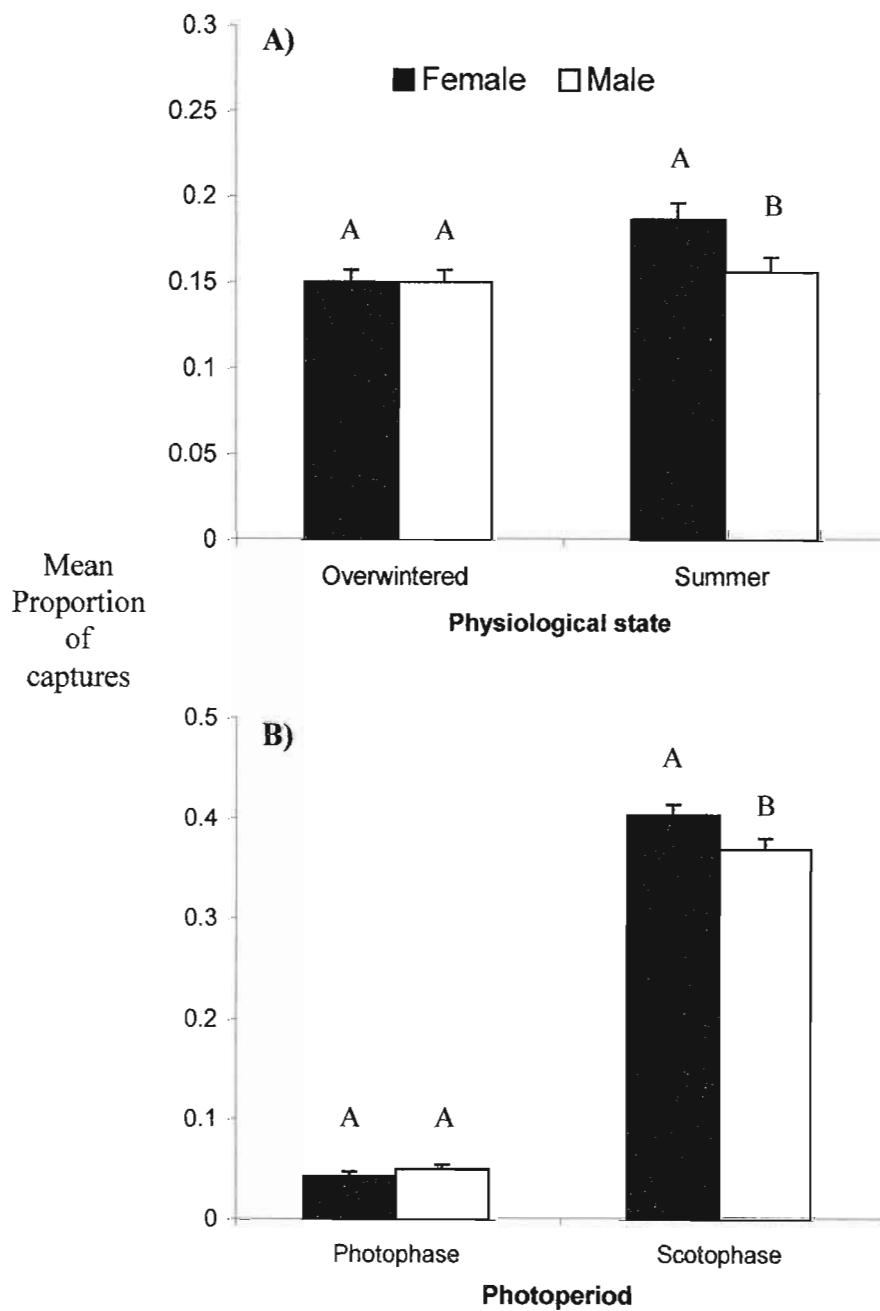 A)
Female Male
0.3
0.25
0.2
0.15
0.1
0.05
0
A A A B
Overwintered Summer
Physiological state
Mean
Proportion
of
captures
B)
0.5
0.4
0.3
0.2
0.1
0
A A A B
Photophase Scotophase
Photoperiod